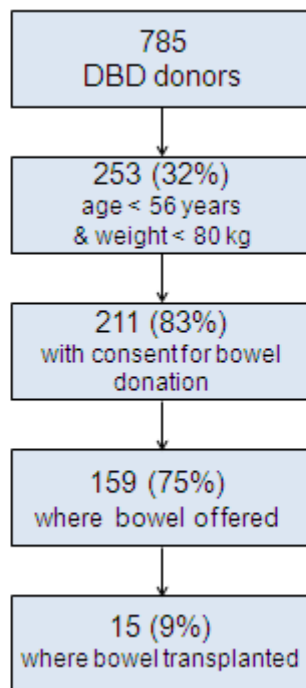 785
DBD donors
253 (32%)
age < 56 years
& weight < 80 kg
211 (83%)
with consent for bowel
donation
159 (75%)
where bowel offered
15 (9%)
where bowel transplanted